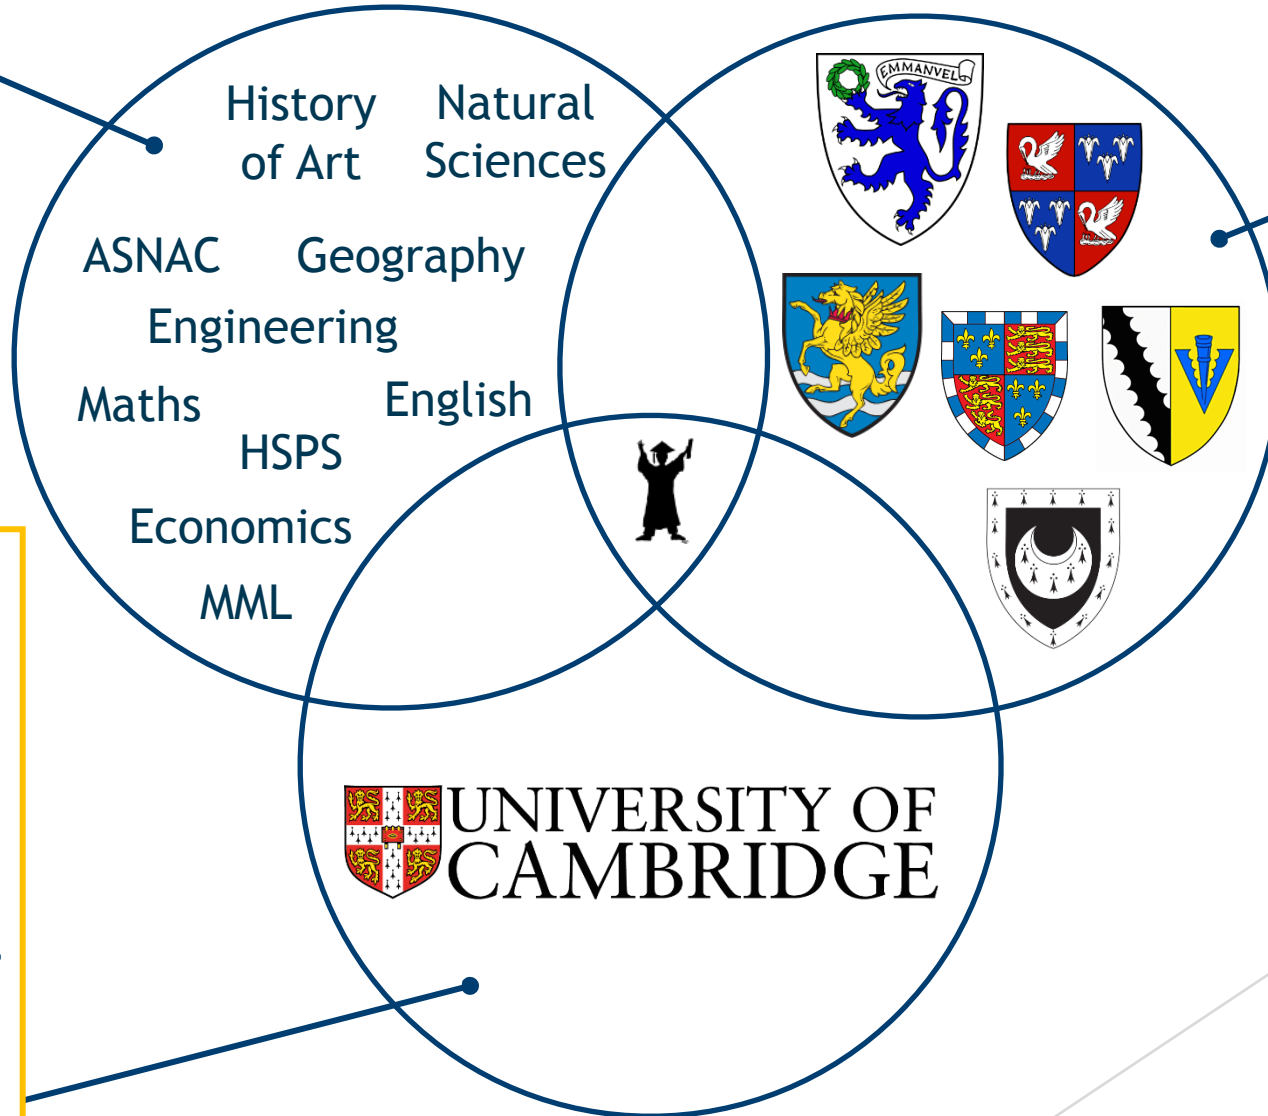 History
of Art
Natural
Sciences
ASNAC
Geography
Engineering
Maths
English
HSPS
Economics
MML
EMMANVEL
UNIVERSITY OF
CAMBRIDGE